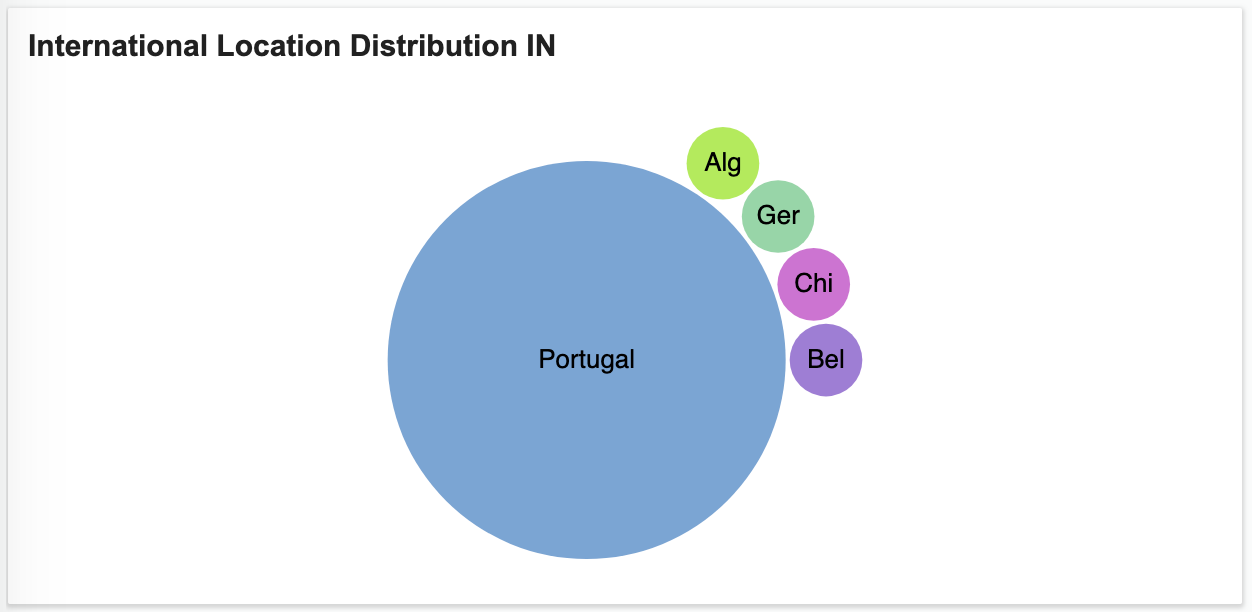 International Location Distribution IN
Alg
Ger
Chi
Portugal
Bel